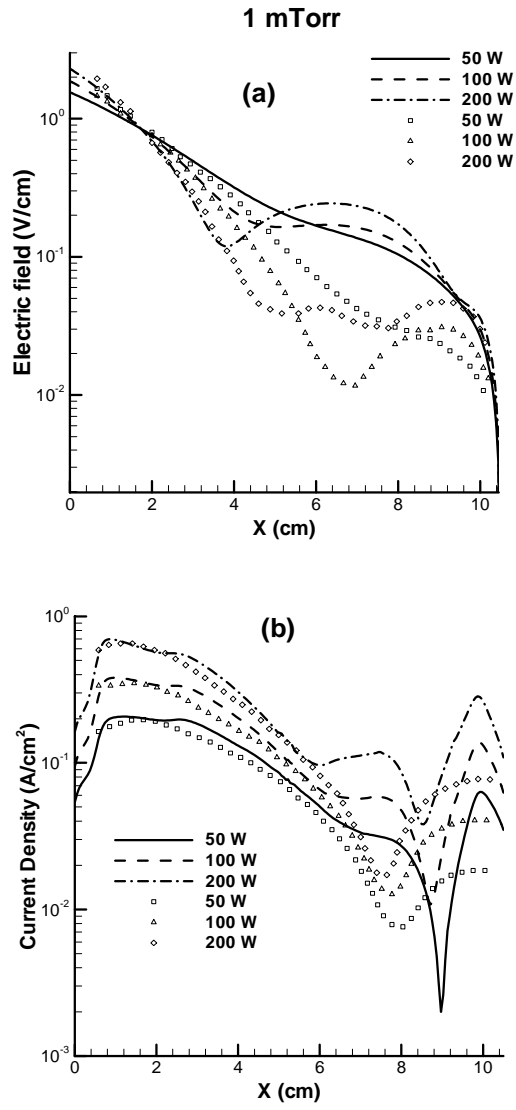 1 mTorr
50 W
100 W
200 W
50 W
100 W
200 W
(a)
10⁰
10⁻¹
10⁻²
Electric field (V/cm)
0 2 4 6 8 10
X (cm)
(b)
10⁰
10⁻¹
10⁻²
10⁻³
Current Density (A/cm²)
50 W
100 W
200 W
50 W
100 W
200 W
0 2 4 6 8 10
X (cm)